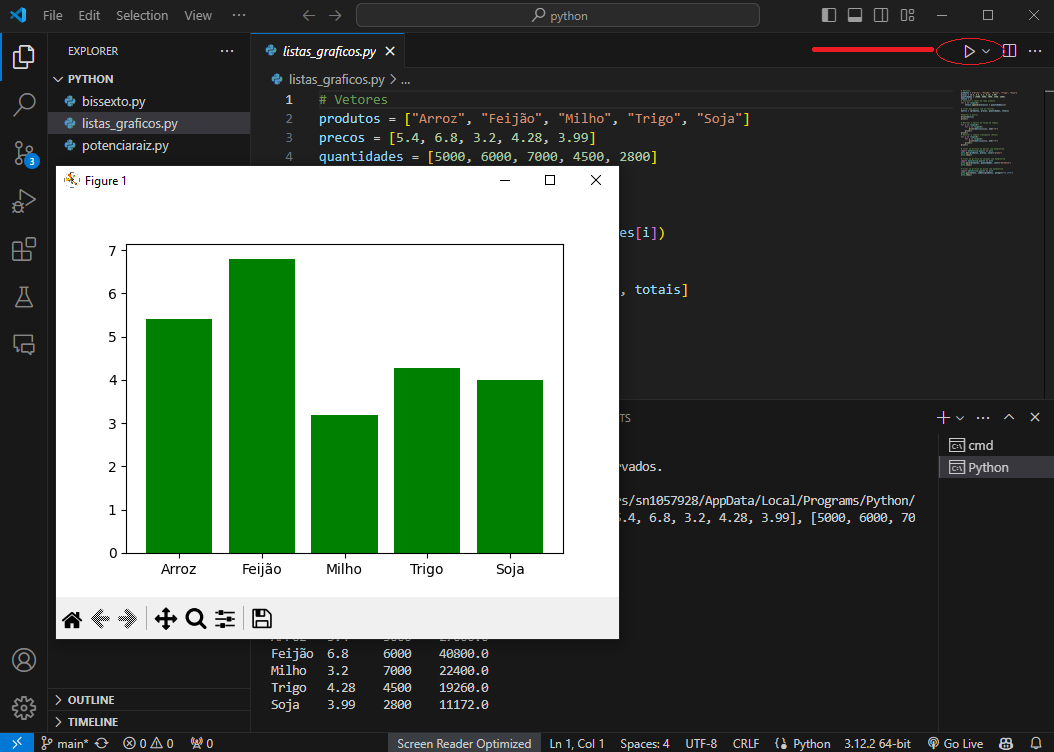 File Edit Selection View ··· python
EXPLORER ···
PYTHON
bissexto.py
listas_graficos.py
potenciaraiz.py
3
listas_graficos.py
listas_graficos.py > ...
1 # Vetores
2 produtos = ["Arroz", "Feijão", "Milho", "Trigo", "Soja"]
3 precos = [5.4, 6.8, 3.2, 4.28, 3.99]
4 quantidades = [5000, 6000, 7000, 4500, 2800]
es[i])
, totais]
Figure 1
7
6
5
4
3
2
1
0
Arroz Feijão Milho Trigo Soja
TS
cmd
Python
vados.
rs/sn1057928/AppData/Local/Programs/Python/
5.4, 6.8, 3.2, 4.28, 3.99], [5000, 6000, 70
Feijão 6.8 6000 40800.0
Milho 3.2 7000 22400.0
Trigo 4.28 4500 19260.0
Soja 3.99 2800 11172.0
OUTLINE
TIMELINE
main* 0 0 0 Screen Reader Optimized Ln 1, Col 1 Spaces: 4 UTF-8 CRLF Python 3.12.2 64-bit Go Live